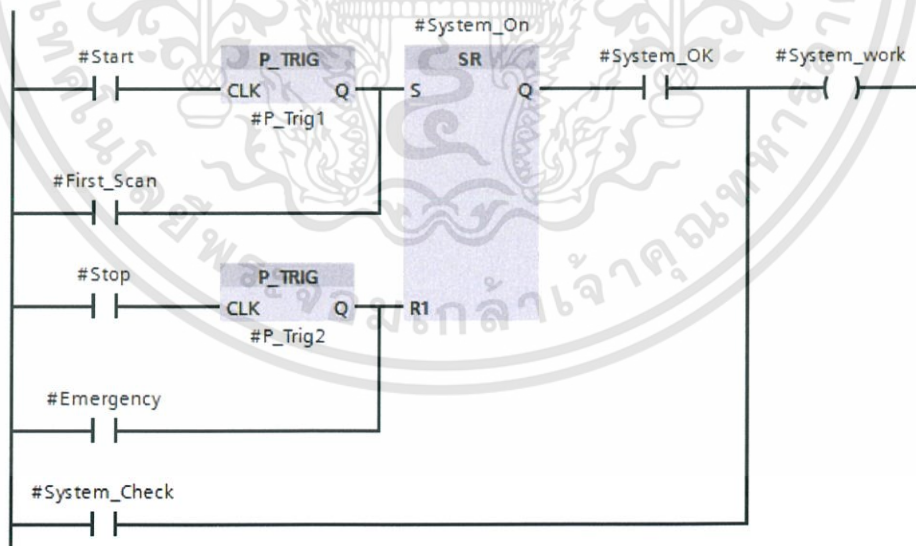 #System_On
#Start
P_TRIG
SR
#System_OK
#System_work
CLK
Q
S
Q
#P_Trig1
#First_Scan
#Stop
P_TRIG
CLK
Q
R1
#P_Trig2
#Emergency
#System_Check